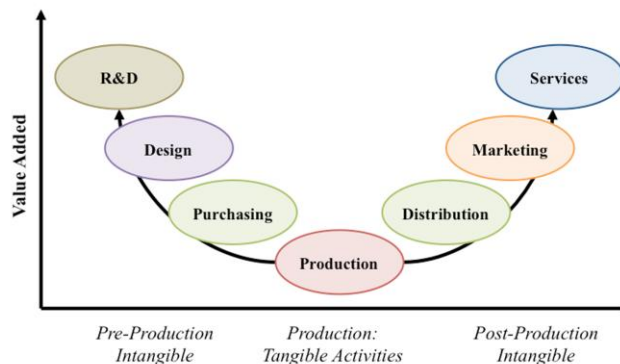 Value Added
R&D
Services
Design
Marketing
Purchasing
Distribution
Production
Pre-Production
Intangible
Production:
Tangible Activities
Post-Production
Intangible